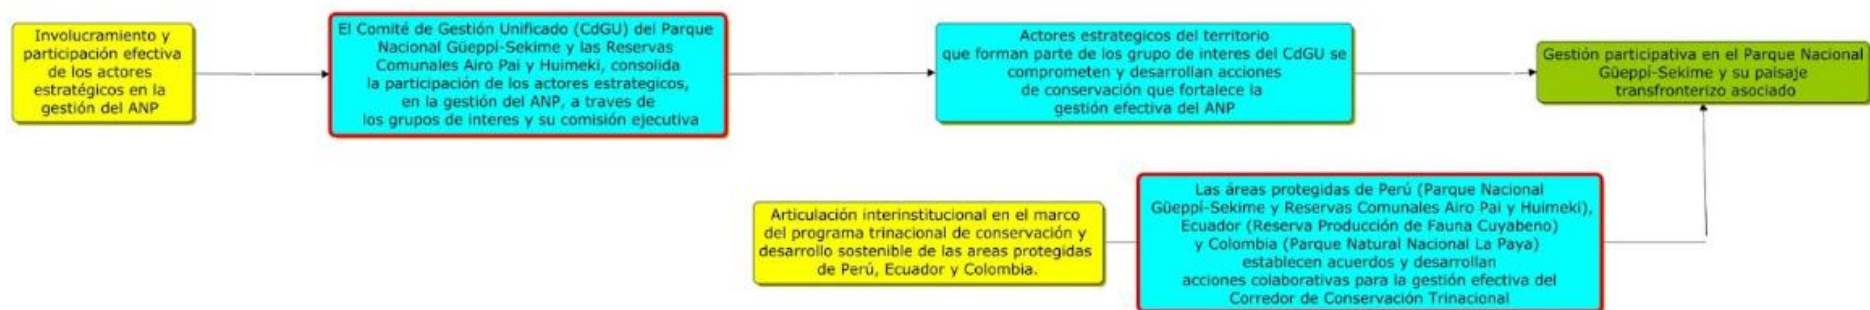 Involucramiento y
participación efectiva
de los actores
estratégicos en la
gestión del ANP
El Comité de Gestión Unificado (CdGU) del Parque
Nacional Güeppí-Sekime y las Reservas
Comunales Airo Pai y Huimeki, consolida
la participación de los actores estrategicos,
en la gestión del ANP, a traves de
los grupos de interes y su comisión ejecutiva
Actores estrategicos del territorio
que forman parte de los grupo de interes del CdGU se
comprometen y desarrollan acciones
de conservación que fortalece la
gestión efectiva del ANP
Gestión participativa en el Parque Nacional
Güeppí-Sekime y su paisaje
transfronterizo asociado
Articulación interinstitucional en el marco
del programa trinacional de conservación y
desarrollo sostenible de las areas protegidas
de Perú, Ecuador y Colombia.
Las áreas protegidas de Perú (Parque Nacional
Güeppí-Sekime y Reservas Comunales Airo Pai y Huimeki),
Ecuador (Reserva Producción de Fauna Cuyabeno)
y Colombia (Parque Natural Nacional La Paya)
establecen acuerdos y desarrollan
acciones colaborativas para la gestión efectiva del
Corredor de Conservación Trinacional